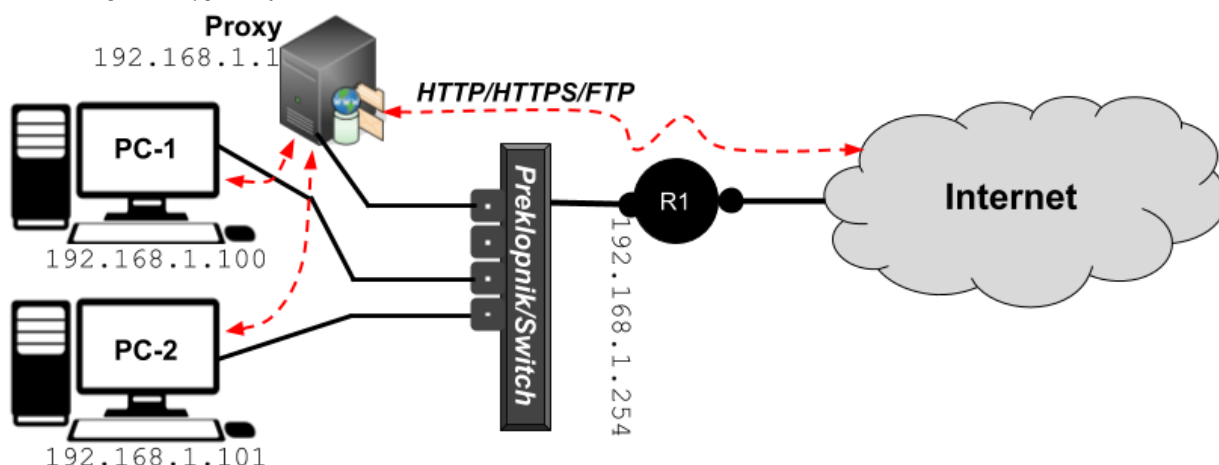 Proxy
192.168.1.1
HTTP/HTTPS/FTP
PC-1
192.168.1.100
Preklopnik/Switch
R1
192.168.1.254
Internet
PC-2
192.168.1.101